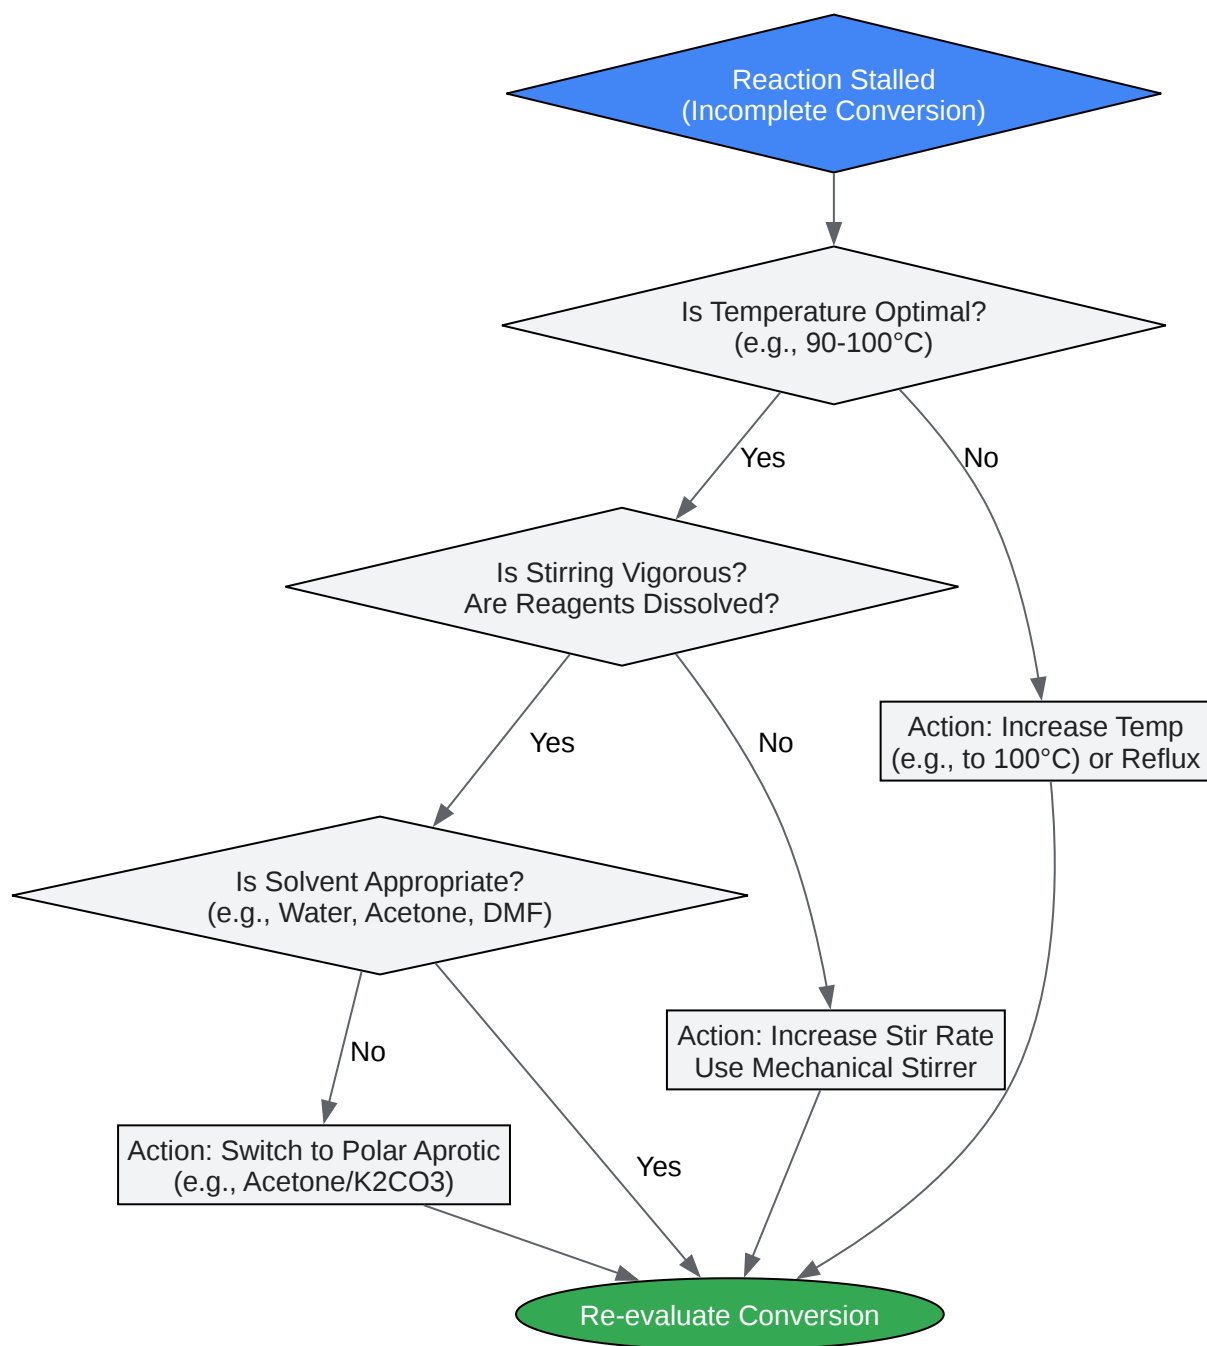 Reaction Stalled
(Incomplete Conversion)
Is Temperature Optimal?
(e.g., 90-100°C)
Yes
No
Is Stirring Vigorous?
Are Reagents Dissolved?
Action: Increase Temp
(e.g., to 100°C) or Reflux
Yes
No
Is Solvent Appropriate?
(e.g., Water, Acetone, DMF)
Action: Increase Stir Rate
Use Mechanical Stirrer
No
Action: Switch to Polar Aprotic
(e.g., Acetone/K2CO3)
Yes
Re-evaluate Conversion